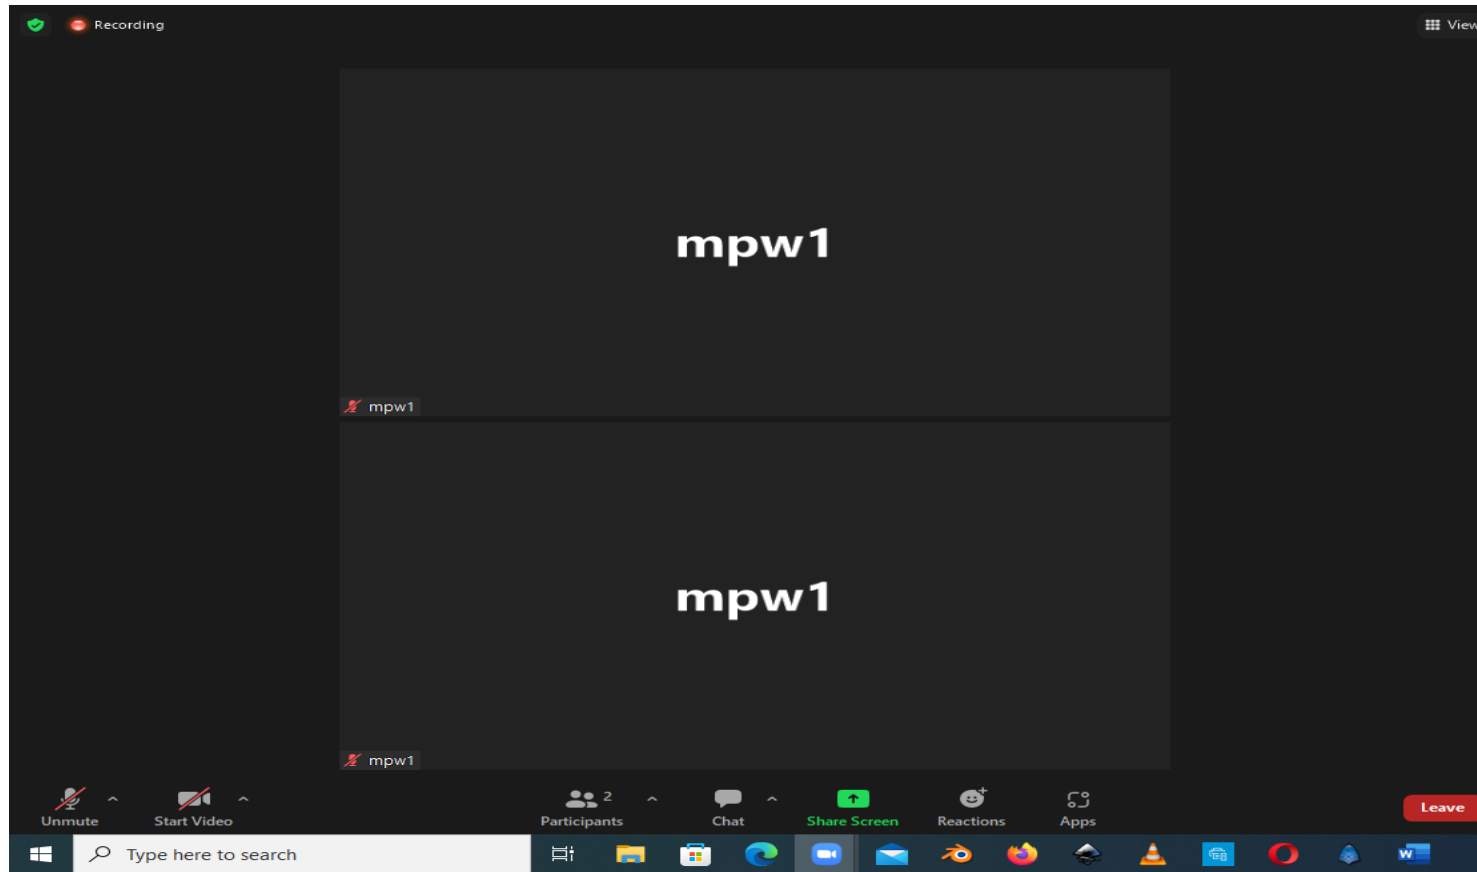 Recording
View
mpw1
mpw1
mpw1
mpw1
2
Unmute
Start Video
Participants
Chat
Share Screen
Reactions
Apps
Leave
Type here to search
W